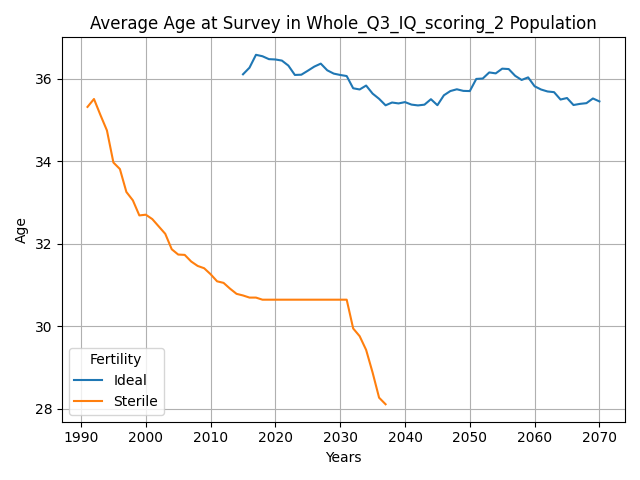 Average Age at Survey in Whole_Q3_IQ_scoring_2 Population
Age
36
34
32
30
28
Fertility
Ideal
Sterile
1990 2000 2010 2020 2030 2040 2050 2060 2070
Years